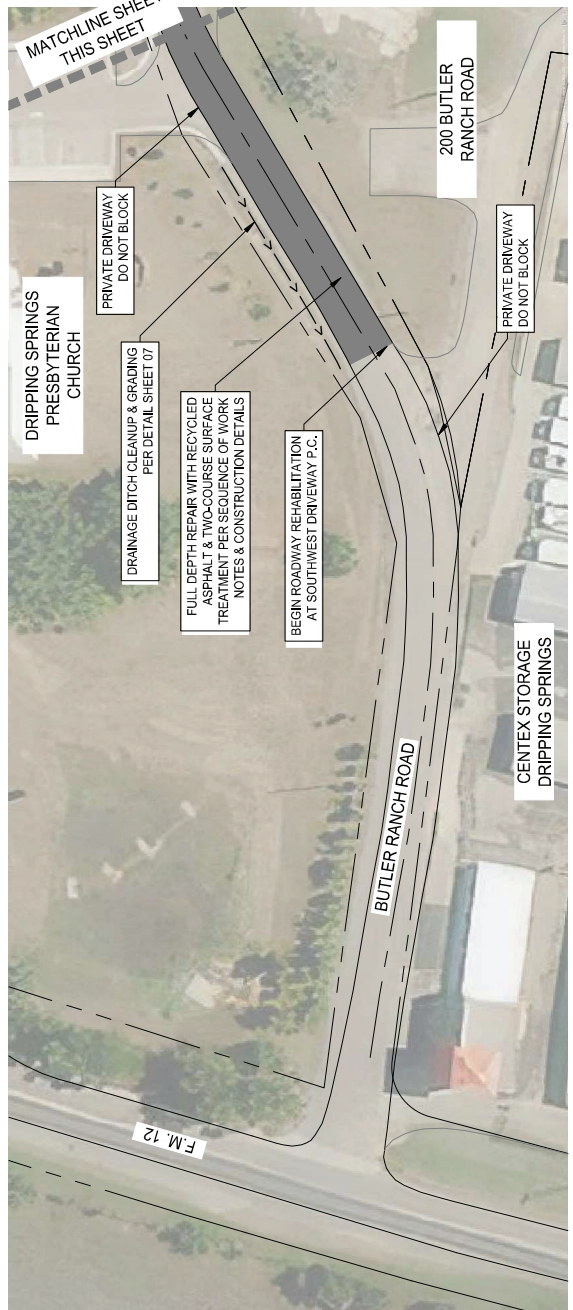 MATCHLINE SHEET
THIS SHEET
200 BUTLER
RANCH ROAD
PRIVATE DRIVEWAY
DO NOT BLOCK
DRIPPING SPRINGS
PRESBYTERIAN
CHURCH
PRIVATE DRIVEWAY
DO NOT BLOCK
DRAINAGE DITCH CLEANUP & GRADING
PER DETAIL SHEET 07
FULL DEPTH REPAIR WITH RECYCLED
ASPHALT & TWO-COURSE SURFACE
TREATMENT PER SEQUENCE OF WORK
NOTES & CONSTRUCTION DETAILS
BEGIN ROADWAY REHABILITATION
AT SOUTHWEST DRIVEWAY P.C.
CENTEX STORAGE
DRIPPING SPRINGS
BUTLER RANCH ROAD
F.M. 12